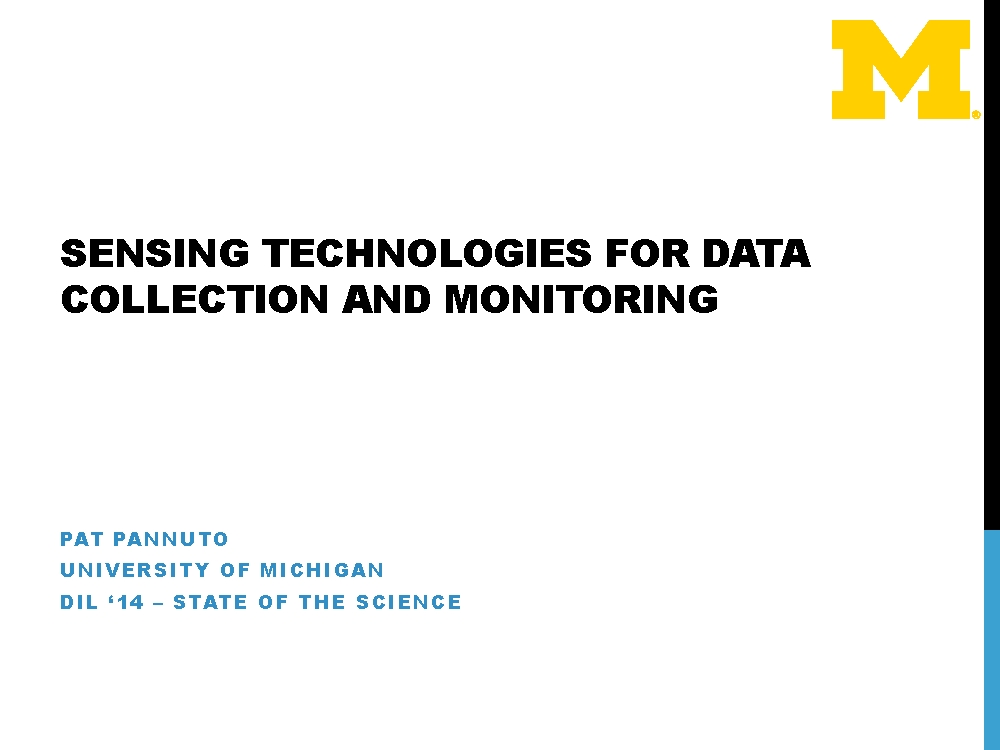 M®
SENSING TECHNOLOGIES FOR DATA
COLLECTION AND MONITORING
PAT PANNUTO
UNIVERSITY OF MICHIGAN
DIL ‘14 – STATE OF THE SCIENCE